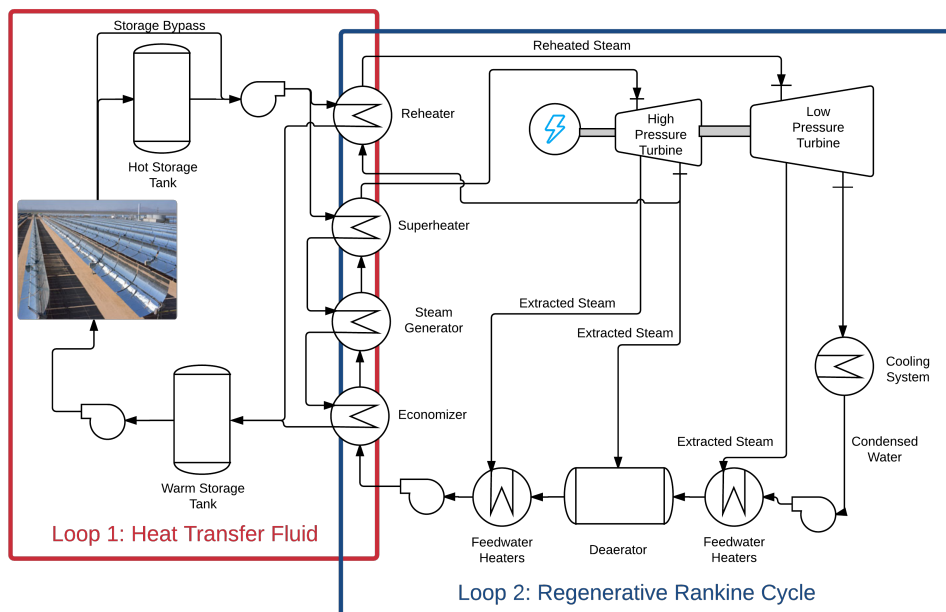 Storage Bypass
Hot Storage
Tank
Reheated Steam
Reheater
High
Pressure
Turbine
Low
Pressure
Turbine
Superheater
Steam
Generator
Extracted Steam
Extracted Steam
Cooling
System
Economizer
Extracted Steam
Condensed
Water
Warm Storage
Tank
Feedwater
Heaters
Deaerator
Feedwater
Heaters
Loop 1: Heat Transfer Fluid
Loop 2: Regenerative Rankine Cycle